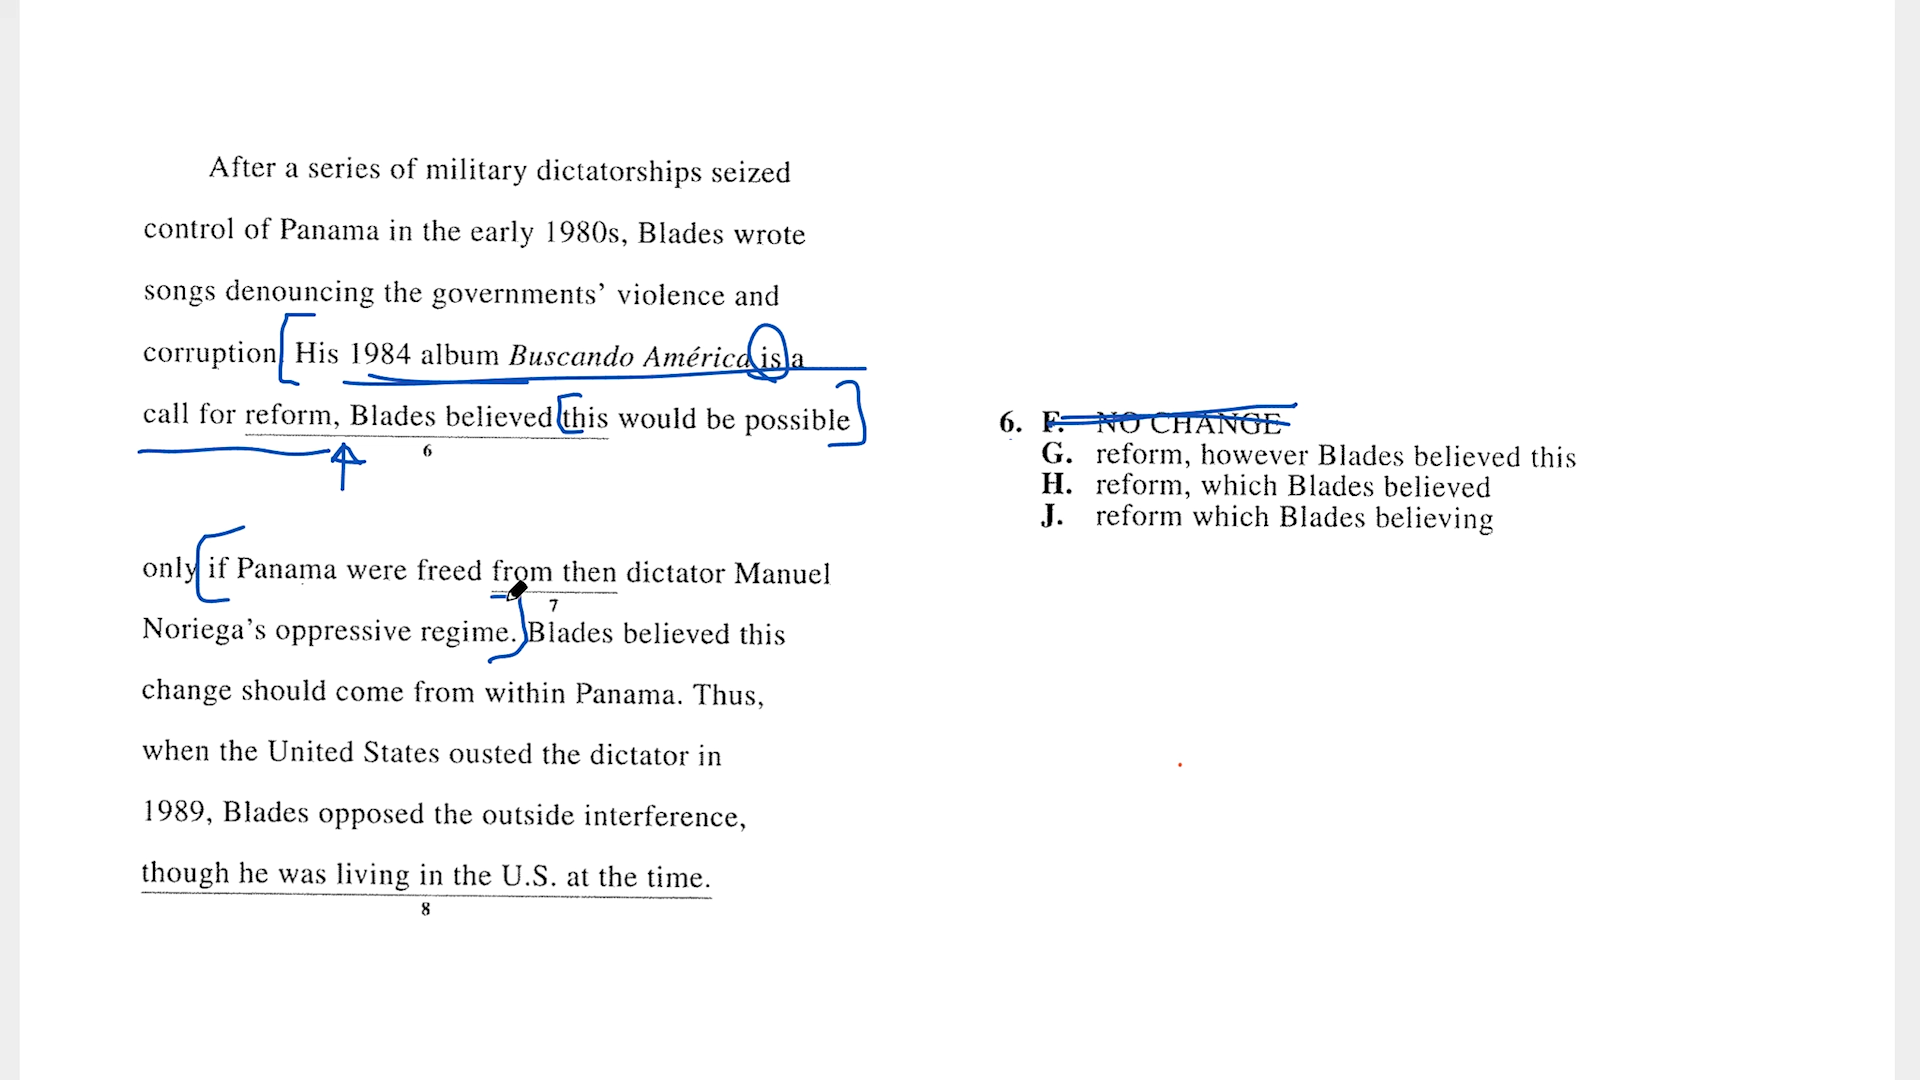 After a series of military dictatorships seized
control of Panama in the early 1980s, Blades wrote
songs denouncing the governments’ violence and
corruption. His 1984 album Buscando América is a
call for reform, Blades believed this would be possible
6
only if Panama were freed from then dictator Manuel
7
Noriega’s oppressive regime. Blades believed this
change should come from within Panama. Thus,
when the United States ousted the dictator in
1989, Blades opposed the outside interference,
though he was living in the U.S. at the time.
8
6. F. NO CHANGE
G. reform, however Blades believed this
H. reform, which Blades believed
J. reform which Blades believing